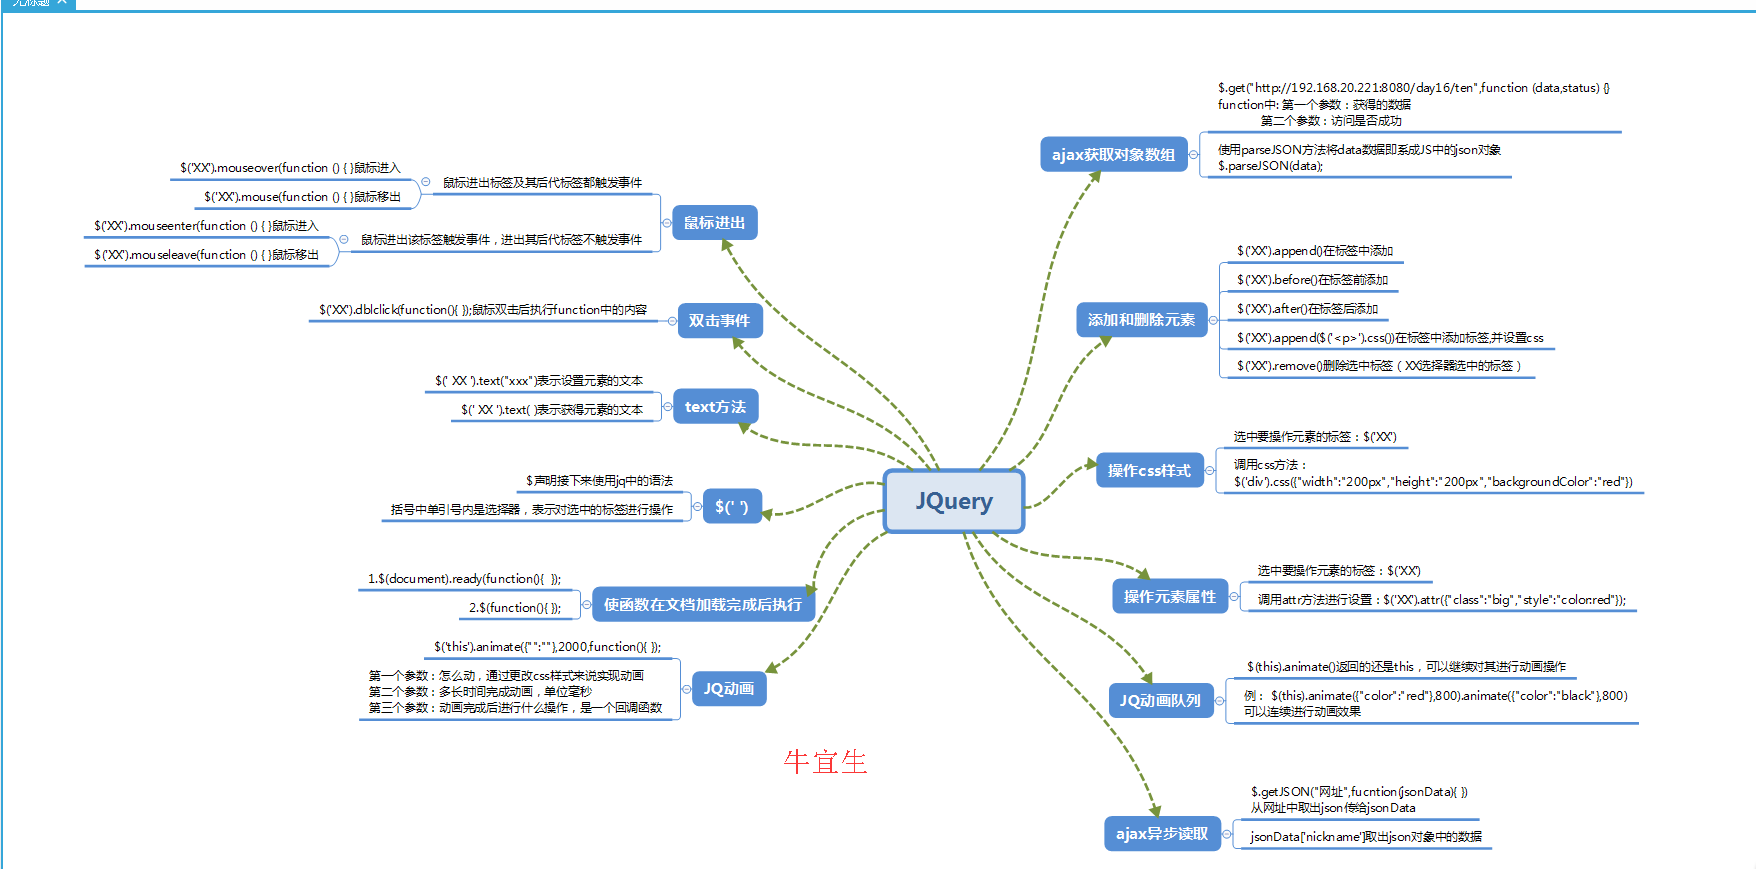 无标题
$('XX').mouseover(function () { }鼠标进入
$('XX').mouse(function () { }鼠标移出
鼠标进出标签及其后代标签都触发事件
$('XX').mouseenter(function () { }鼠标进入
$('XX').mouseleave(function () { }鼠标移出
鼠标进出该标签触发事件，进出其后代标签不触发事件
鼠标进出
$('XX').dblclick(function(){ });鼠标双击后执行function中的内容
双击事件
$(' XX ').text("xxx")表示设置元素的文本
$(' XX ').text( )表示获得元素的文本
text方法
$声明接下来使用jq中的语法
括号中单引号内是选择器，表示对选中的标签进行操作
$(' ')
1.$(document).ready(function(){  });
2.$(function(){ });
使函数在文档加载完成后执行
$('this').animate({"":""},2000,function(){ });
第一个参数：怎么动，通过更改css样式来说实现动画
第二个参数：多长时间完成动画，单位毫秒
第三个参数：动画完成后进行什么操作，是一个回调函数
JQ动画
JQuery
牛宜生
ajax获取对象数组
$.get("http://192.168.20.221:8080/day16/ten",function (data,status) {}
function中: 第一个参数：获得的数据
第二个参数：访问是否成功
使用parseJSON方法将data数据即系成JS中的json对象
$.parseJSON(data);
添加和删除元素
$('XX').append()在标签中添加
$('XX').before()在标签前添加
$('XX').after()在标签后添加
$('XX').append($('<p>').css())在标签中添加标签,并设置css
$('XX').remove()删除选中标签（XX选择器选中的标签）
操作css样式
选中要操作元素的标签：$('XX')
调用css方法：
$('div').css({"width":"200px","height":"200px","backgroundColor":"red"})
操作元素属性
选中要操作元素的标签：$('XX')
调用attr方法进行设置：$('XX').attr({"class":"big","style":"color:red"});
JQ动画队列
$(this).animate()返回的还是this，可以继续对其进行动画操作
例： $(this).animate({"color":"red"},800).animate({"color":"black"},800)
可以连续进行动画效果
ajax异步读取
$.getJSON("网址",fucntion(jsonData){ })
从网址中取出json传给jsonData
jsonData['nickname']取出json对象中的数据